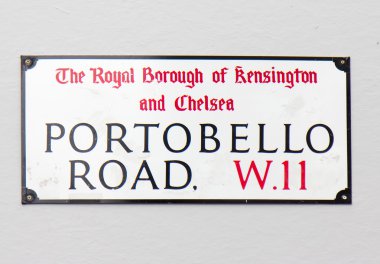 The Royal Borough of Kensington
and Chelsea
PORTOBELLO
ROAD. W.11